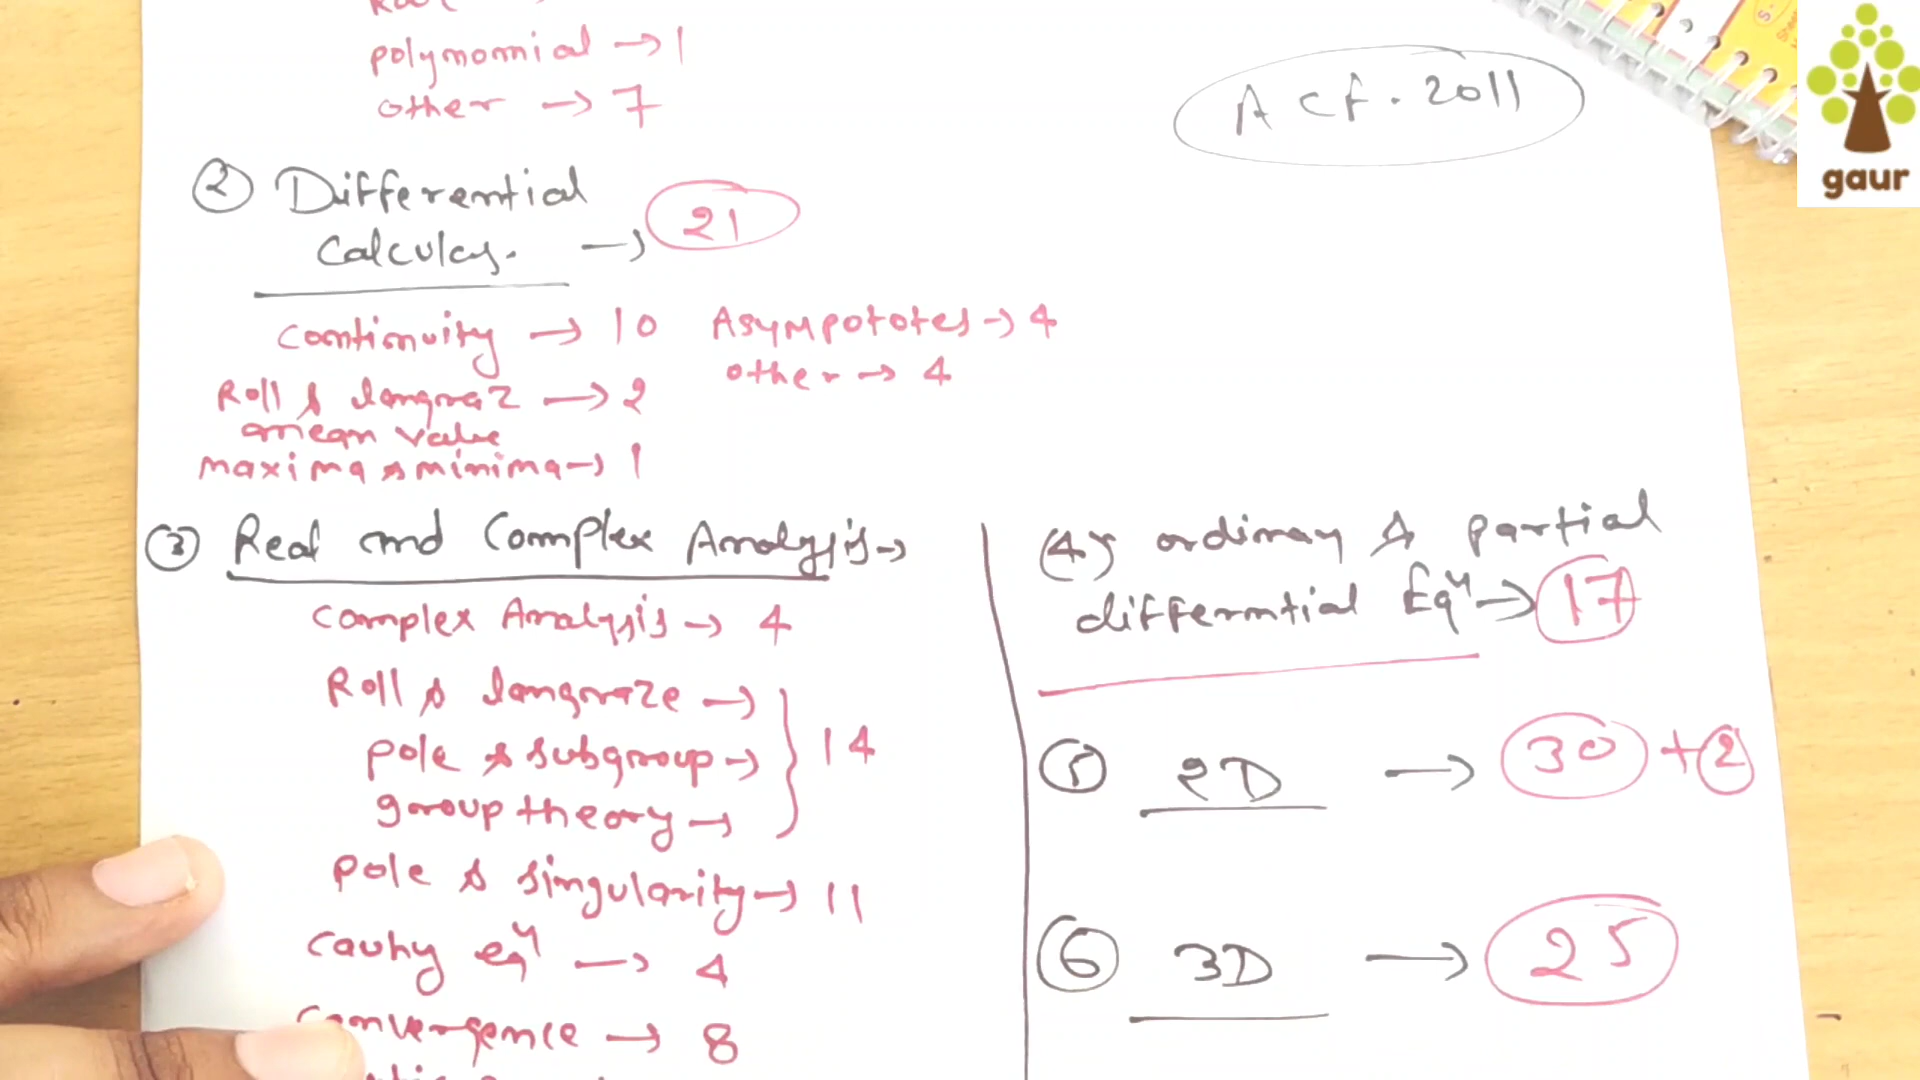 polynomial → 1
other → 7
A cf. 2011
② Differential
Calculas. → 21
continuity → 10
Asympototes → 4
other → 4
Roll & langraz → 2
mean value
maxima & minima → 1
③ Real and Complex Analysis →
complex Analysis → 4
Roll & langraze →
pole & subgroup → } 14
group theory →
pole & singularity → 11
cauhy eqⁿ → 4
convergence → 8
(4) ordinay & partial
differntial Eqⁿ → 17
⑤ 2D → 30 + 2
⑥ 3D → 25
gaur